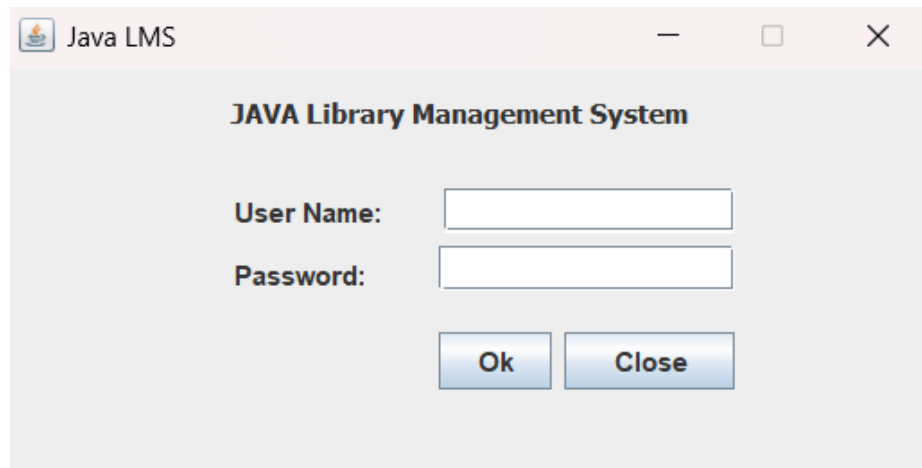 Java LMS
JAVA Library Management System
User Name:
Password:
Ok Close